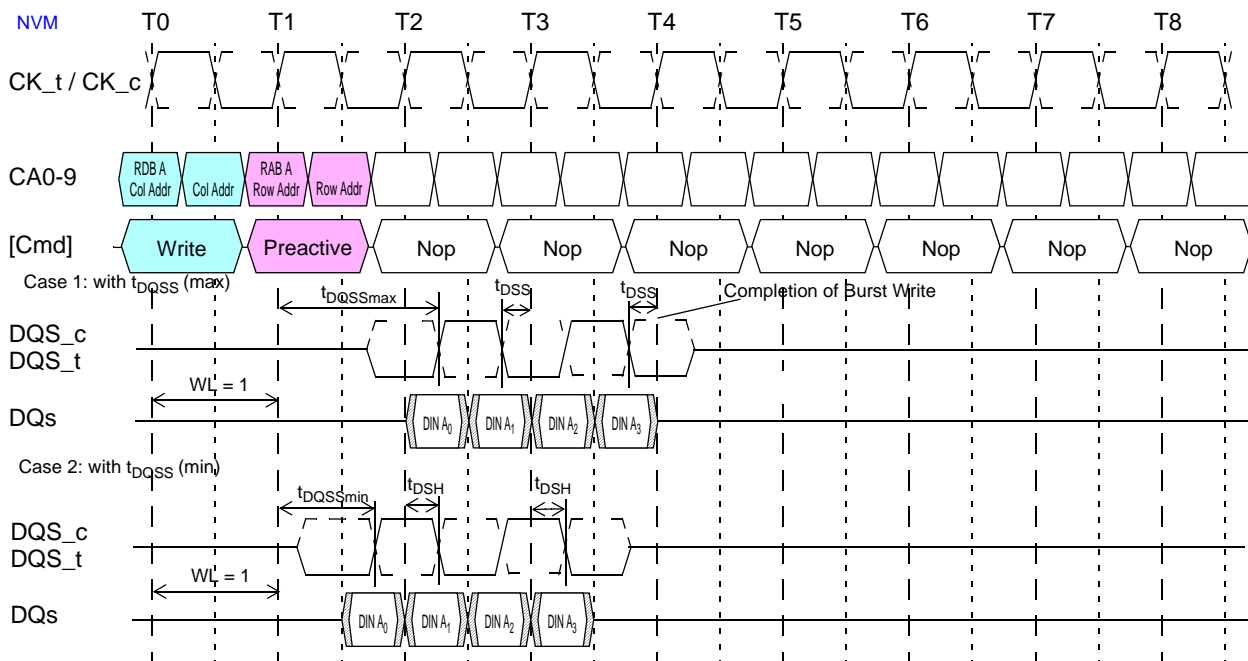 NVM T0 T1 T2 T3 T4 T5 T6 T7 T8
CK_t / CK_c
CA0-9
RDB A
Col Addr
Col Addr
RAB A
Row Addr
Row Addr
[Cmd] Write Preactive Nop Nop Nop Nop Nop Nop Nop
Case 1: with tDQSS (max)
tDQSSmax tDSS tDSS Completion of Burst Write
DQS_c
DQS_t
WL = 1
DQs DIN A0 DIN A1 DIN A2 DIN A3
Case 2: with tDQSS (min)
tDQSSmin tDSH tDSH
DQS_c
DQS_t
WL = 1
DQs DIN A0 DIN A1 DIN A2 DIN A3